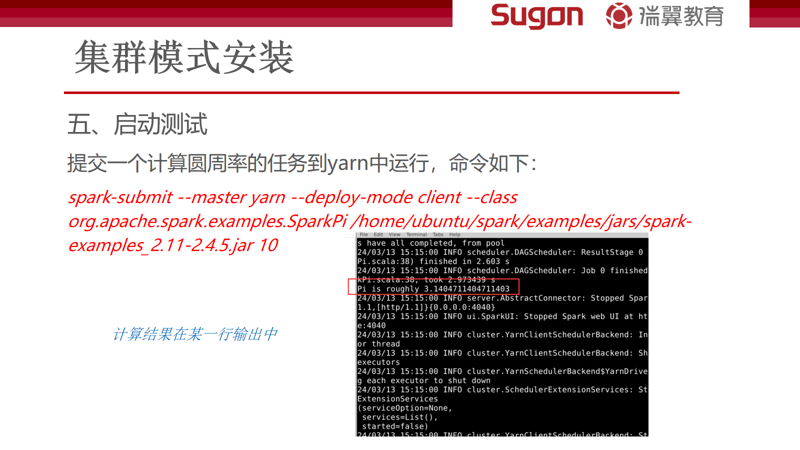 Sugon 瑞翼教育
集群模式安装
五、启动测试
提交一个计算圆周率的任务到yarn中运行，命令如下：
spark-submit --master yarn --deploy-mode client --class
org.apache.spark.examples.SparkPi /home/ubuntu/spark/examples/jars/spark-
examples_2.11-2.4.5.jar 10
计算结果在某一行输出中
File Edit View Terminal Tabs Help
s have all completed, from pool
24/03/13 15:15:00 INFO scheduler.DAGScheduler: ResultStage 0
Pi.scala:38) finished in 2.603 s
24/03/13 15:15:00 INFO scheduler.DAGScheduler: Job 0 finished
kPi.scala:38, took 2.973439 s
Pi is roughly 3.1404711404711403
24/03/13 15:15:00 INFO server.AbstractConnector: Stopped Spar
1.1,[http/1.1]}{0.0.0.0:4040}
24/03/13 15:15:00 INFO ui.SparkUI: Stopped Spark web UI at ht
e:4040
24/03/13 15:15:00 INFO cluster.YarnClientSchedulerBackend: In
or thread
24/03/13 15:15:00 INFO cluster.YarnClientSchedulerBackend: Sh
executors
24/03/13 15:15:00 INFO cluster.YarnSchedulerBackend$YarnDrive
g each executor to shut down
24/03/13 15:15:00 INFO cluster.SchedulerExtensionServices: St
ExtensionServices
(serviceOption=None,
services=List(),
started=false)
24/03/13 15:15:00 INFO cluster.YarnClientSchedulerBackend: St